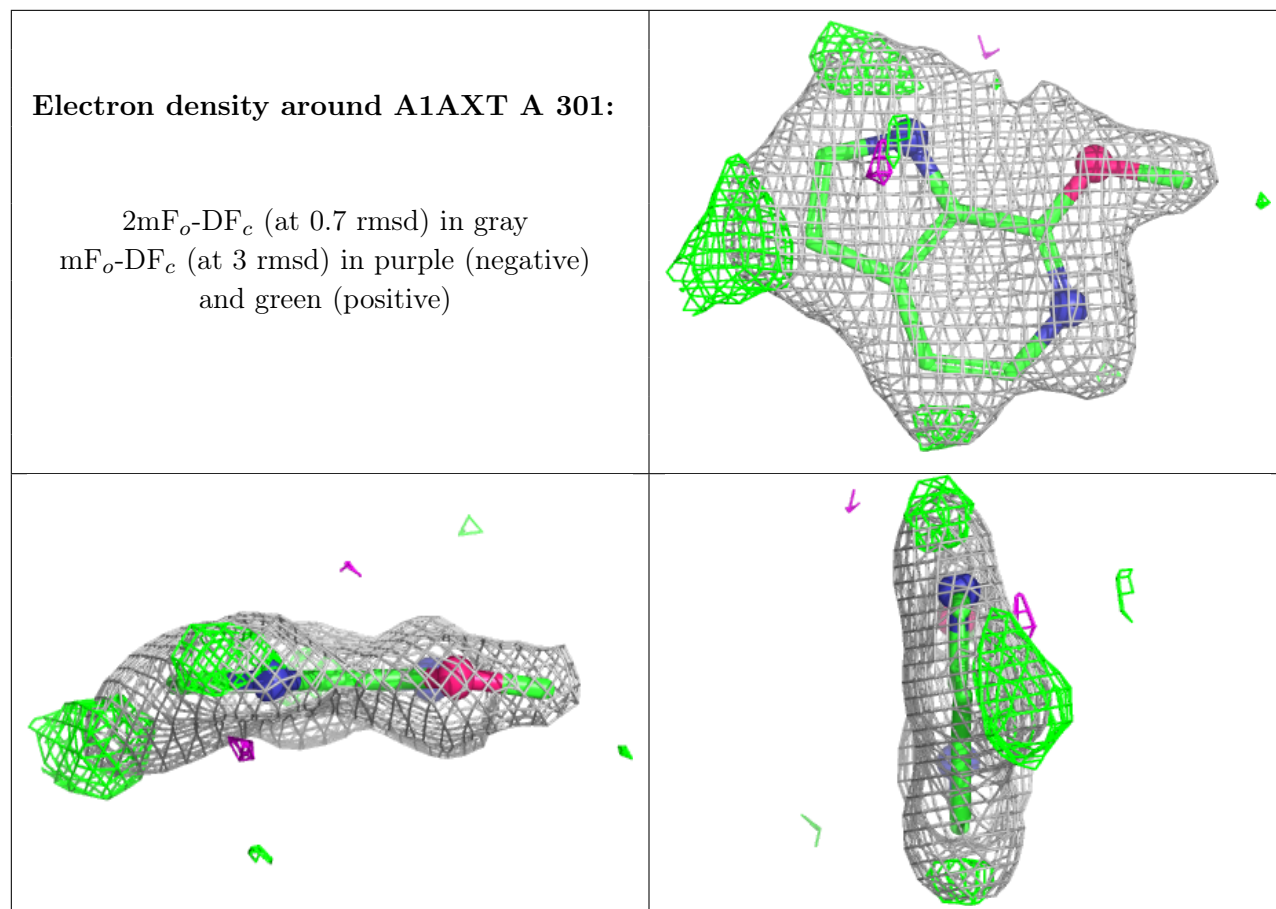 Electron density around A1AXT A 301:
2mFo-DFc (at 0.7 rmsd) in gray
mFo-DFc (at 3 rmsd) in purple (negative)
and green (positive)